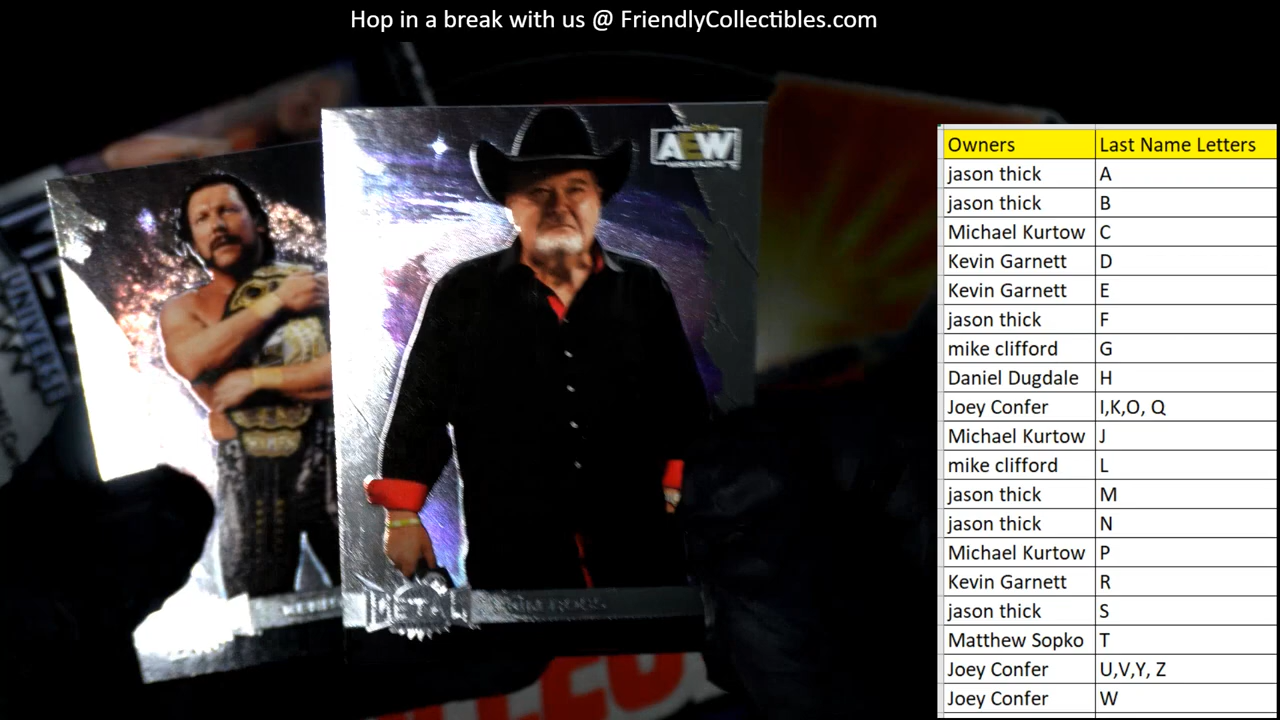 Hop in a break with us @ FriendlyCollectibles.com
AEW
UNIVERSE
METAL
Owners Last Name Letters
jason thick A
jason thick B
Michael Kurtow C
Kevin Garnett D
Kevin Garnett E
jason thick F
mike clifford G
Daniel Dugdale H
Joey Confer I,K,O, Q
Michael Kurtow J
mike clifford L
jason thick M
jason thick N
Michael Kurtow P
Kevin Garnett R
jason thick S
Matthew Sopko T
Joey Confer U,V,Y, Z
Joey Confer W